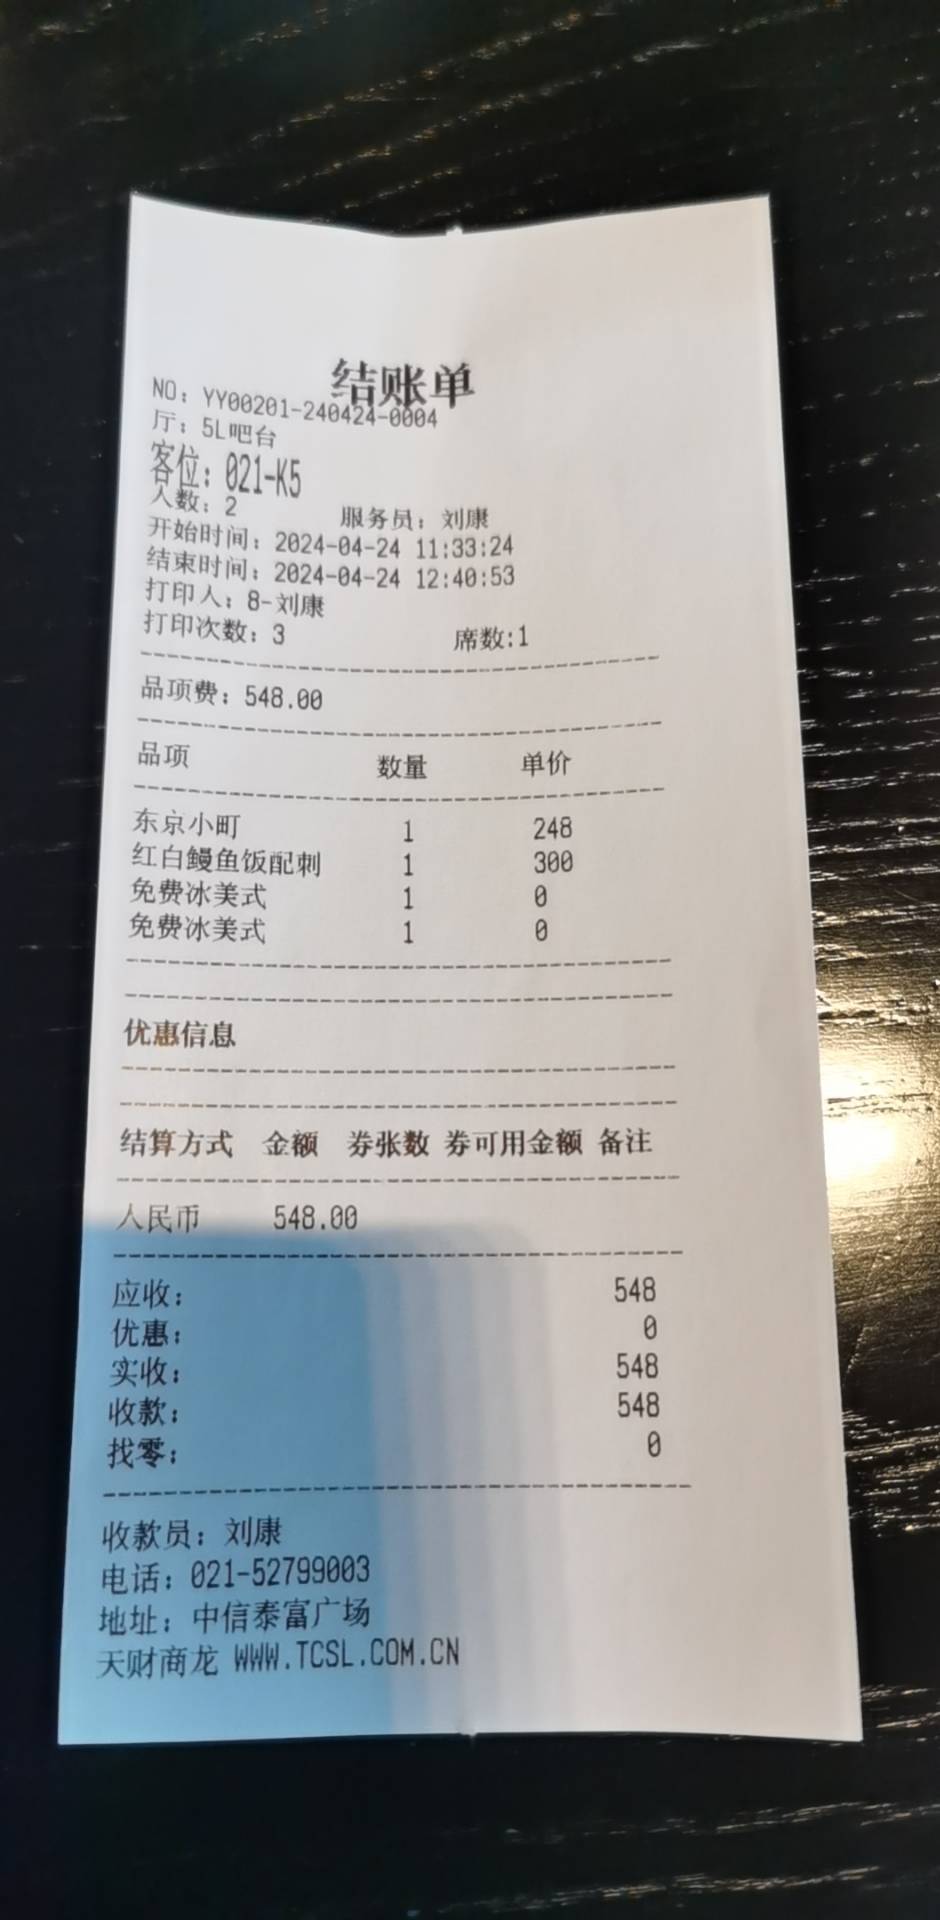 结账单
NO: YY00201-240424-0004
厅: 5L吧台
客位: 021-K5
人数: 2 服务员: 刘康
开始时间: 2024-04-24 11:33:24
结束时间: 2024-04-24 12:40:53
打印人: 8-刘康
打印次数: 3 席数:1
品项费: 548.00
品项 数量 单价
东京小町 1 248
红白鳗鱼饭配刺 1 300
免费冰美式 1 0
免费冰美式 1 0
优惠信息
结算方式 金额 券张数 券可用金额 备注
人民币 548.00
应收: 548
优惠: 0
实收: 548
收款: 548
找零: 0
收款员: 刘康
电话: 021-52799003
地址: 中信泰富广场
天财商龙 WWW.TCSL.COM.CN